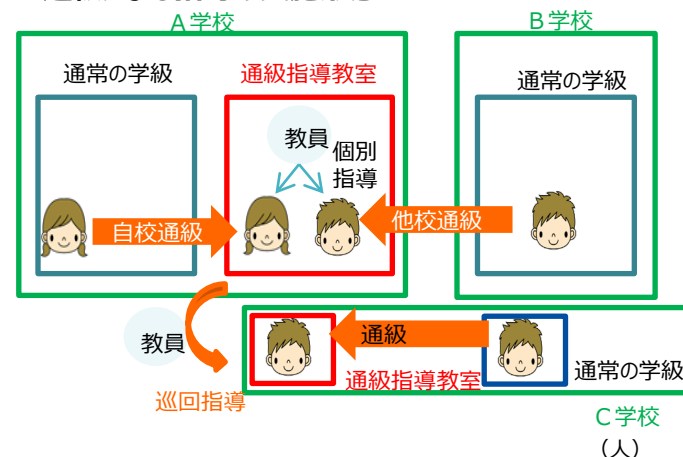 A学校
B学校
通常の学級
通級指導教室
通常の学級
教員
個別
指導
自校通級
他校通級
教員
通級
巡回指導
通級指導教室
通常の学級
C学校
(人)